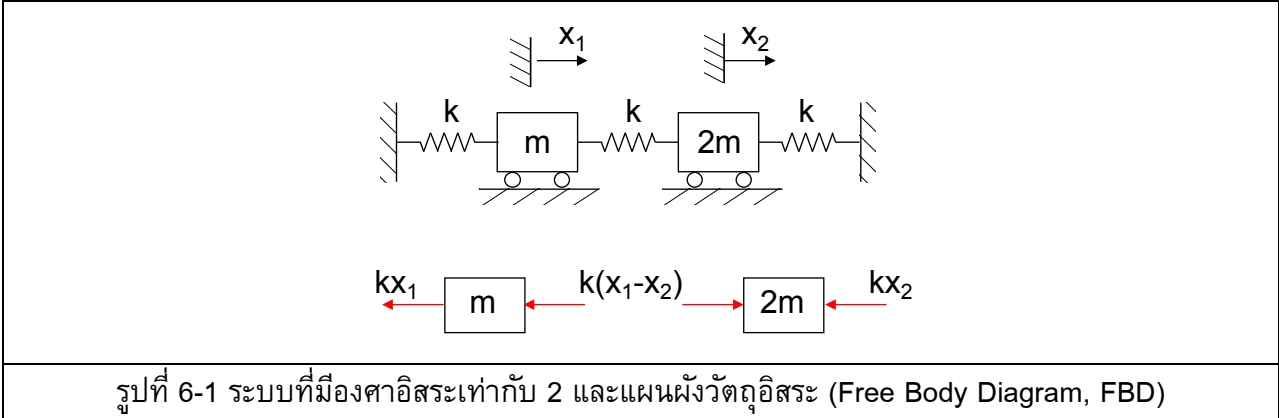 x₁ x₂
k k k
m 2m
kx₁ k(x₁-x₂) kx₂
m 2m
รูปที่ 6-1 ระบบที่มีองศาอิสระเท่ากับ 2 และแผนผังวัตถุอิสระ (Free Body Diagram, FBD)